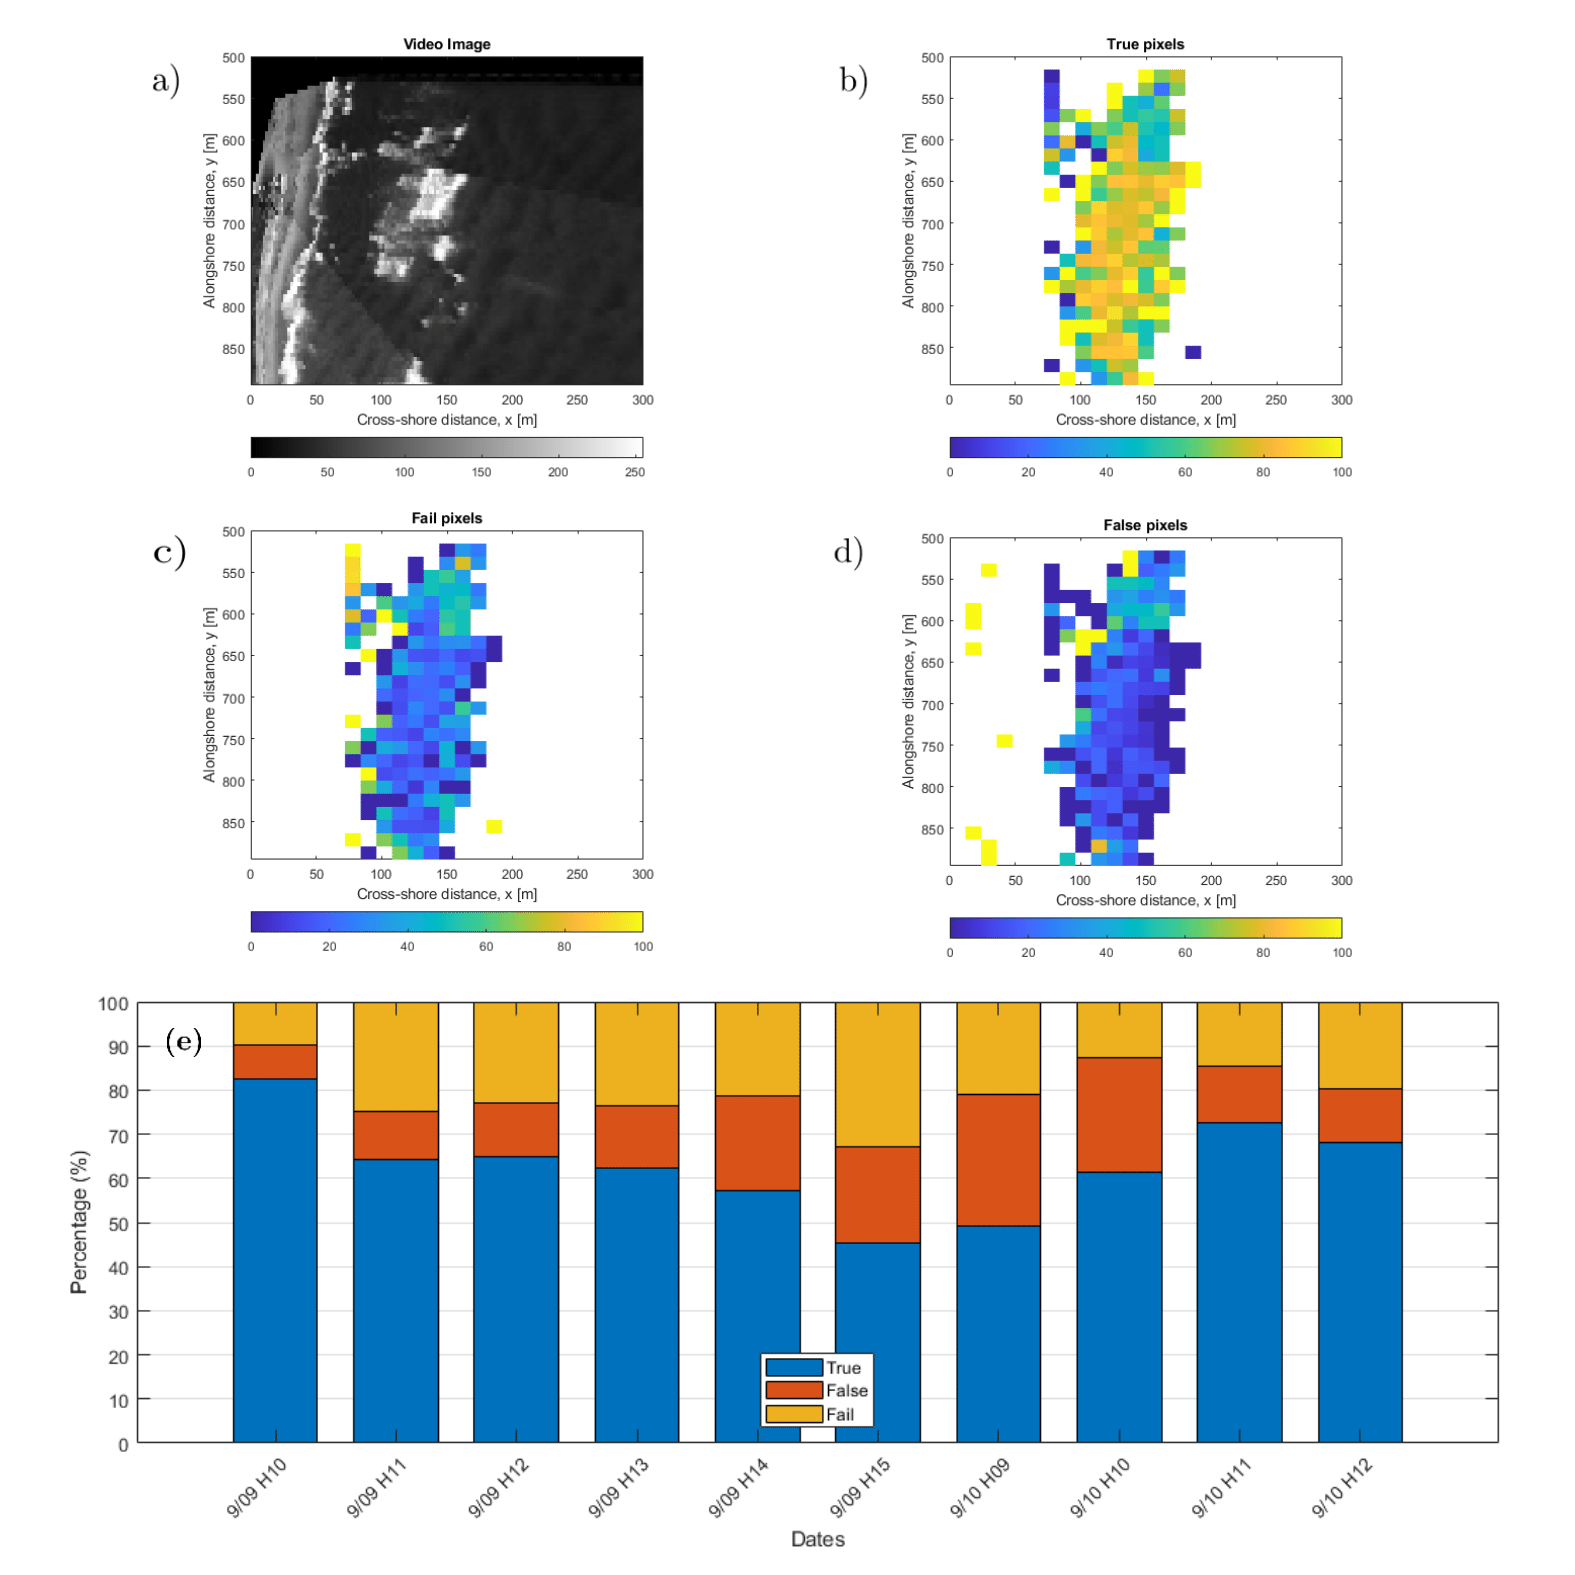 a)
Video Image
500
550
600
650
700
750
800
850
Alongshore distance, y [m]
0 50 100 150 200 250 300
Cross-shore distance, x [m]
0 50 100 150 200 250
b)
True pixels
500
550
600
650
700
750
800
850
Alongshore distance, y [m]
0 50 100 150 200 250 300
Cross-shore distance, x [m]
0 20 40 60 80 100
c)
Fail pixels
500
550
600
650
700
750
800
850
Alongshore distance, y [m]
0 50 100 150 200 250 300
Cross-shore distance, x [m]
0 20 40 60 80 100
d)
False pixels
500
550
600
650
700
750
800
850
Alongshore distance, y [m]
0 50 100 150 200 250 300
Cross-shore distance, x [m]
0 20 40 60 80 100
(e)
100
90
80
70
60
50
40
30
20
10
0
Percentage (%)
True
False
Fail
9/09 H10
9/09 H11
9/09 H12
9/09 H13
9/09 H14
9/09 H15
9/10 H09
9/10 H10
9/10 H11
9/10 H12
Dates